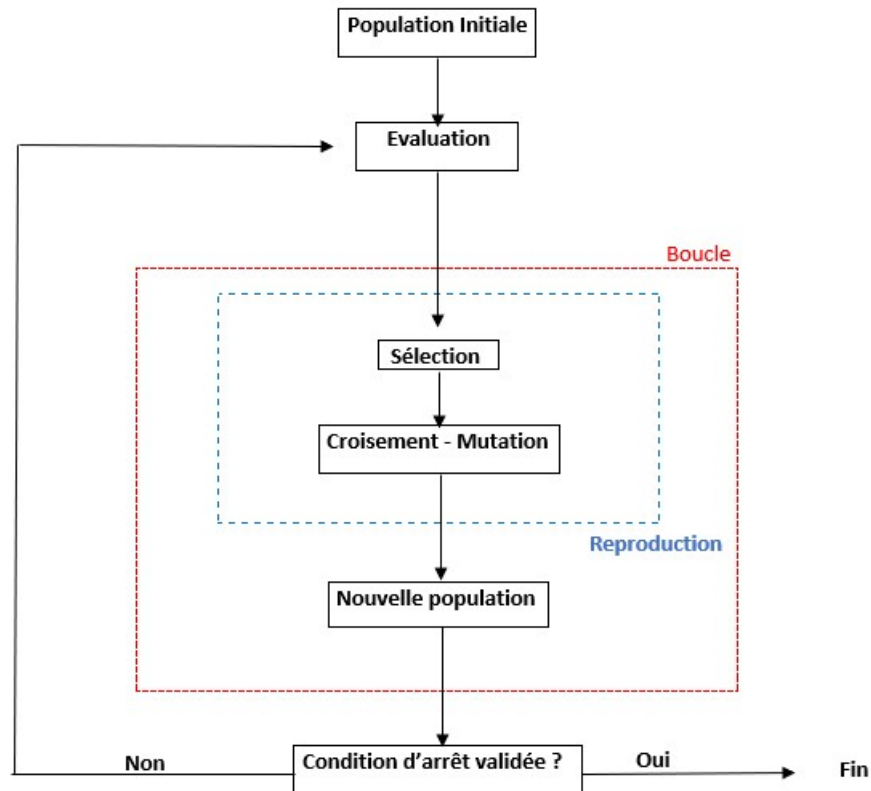 Population Initiale
Evaluation
Boucle
Sélection
Croisement - Mutation
Reproduction
Nouvelle population
Non
Condition d’arrêt validée ?
Oui
Fin